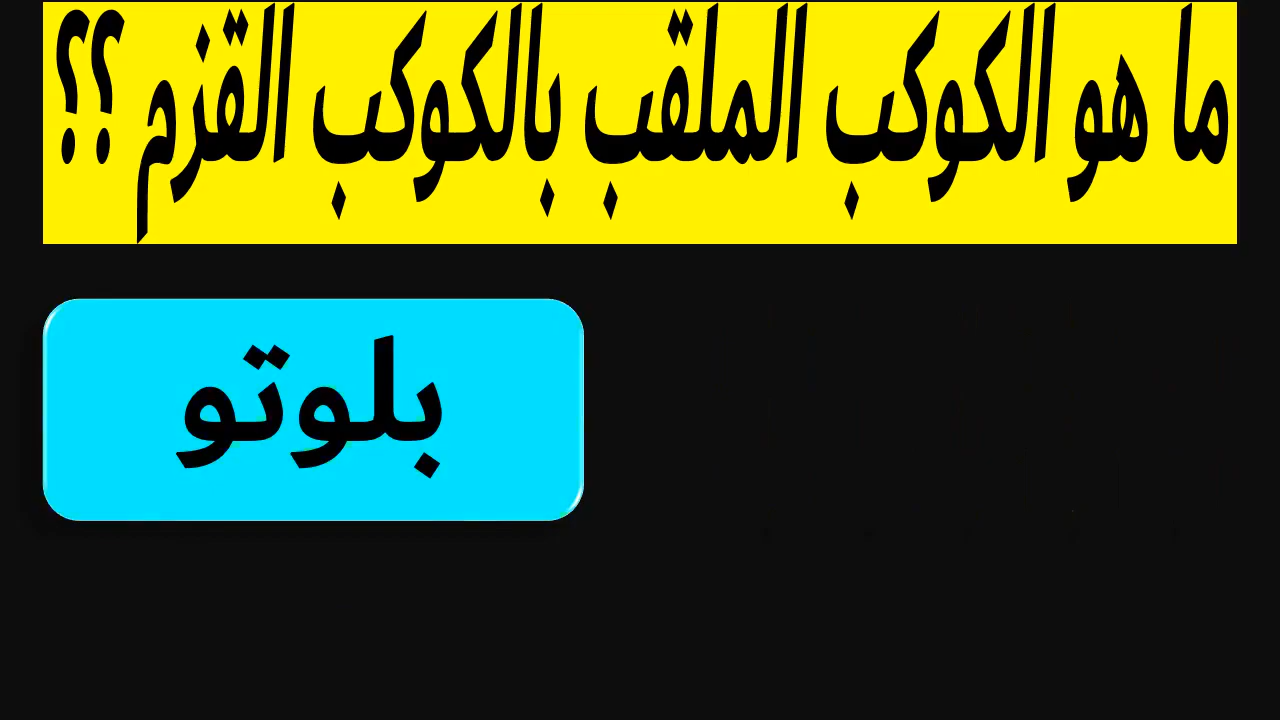 ما هو الكوكب الملقب بالكوكب القزم ؟؟
بلوتو